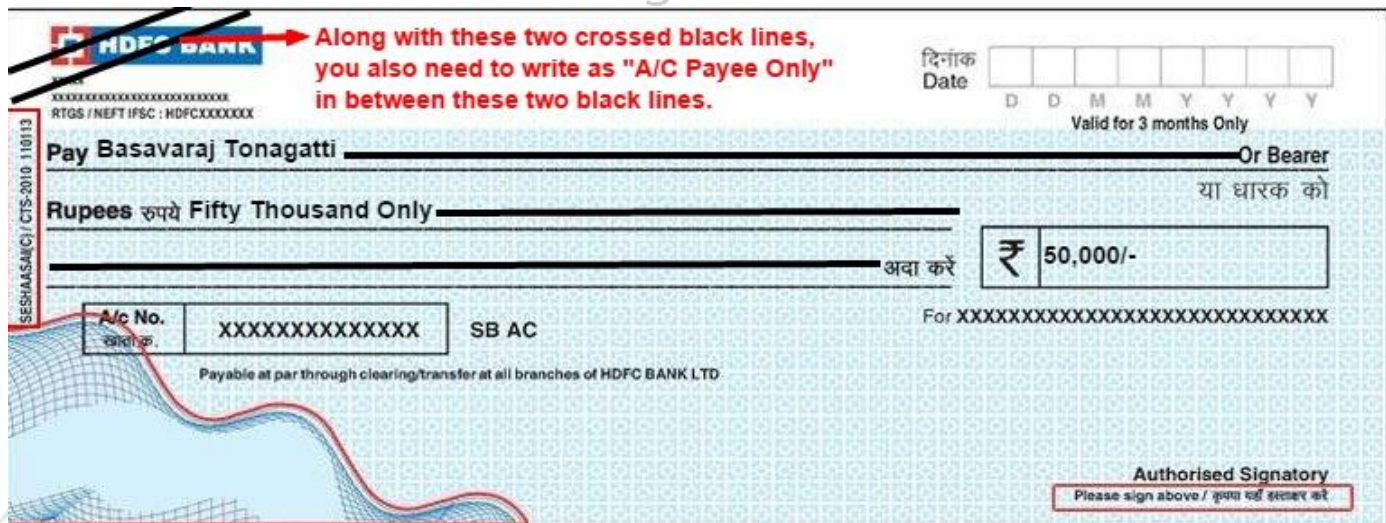 HDFC BANK
Along with these two crossed black lines,
you also need to write as "A/C Payee Only"
in between these two black lines.
XXXXXXXXXXXXXXXXXXXXXXXXXXXX
RTGS / NEFT IFSC : HDFCXXXXXXX
दिनांक
Date
D D M M Y Y Y Y
Valid for 3 months Only
SESHAASAI(C) / CTS-2010 110113
Pay Basavaraj Tonagatti Or Bearer
या धारक को
Rupees रुपये Fifty Thousand Only
अदा करें
₹ 50,000/-
A/c No.
खाता क्र.
XXXXXXXXXXXXXX
SB AC
For XXXXXXXXXXXXXXXXXXXXXXXXXXXXX
Payable at par through clearing/transfer at all branches of HDFC BANK LTD
Authorised Signatory
Please sign above / कृपया यहाँ हस्ताक्षर करें